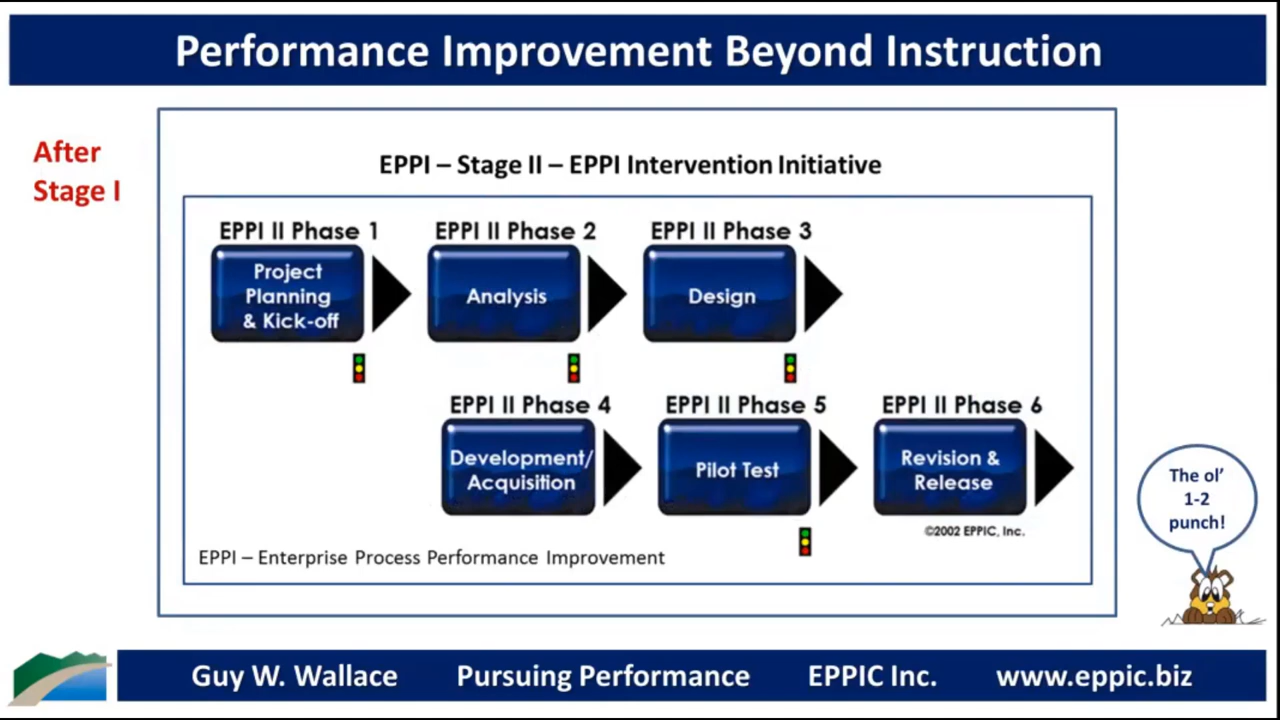 Performance Improvement Beyond Instruction
After
Stage I
EPPI – Stage II – EPPI Intervention Initiative
EPPI II Phase 1
EPPI II Phase 2
EPPI II Phase 3
Project
Planning
& Kick-off
Analysis
Design
EPPI II Phase 4
EPPI II Phase 5
EPPI II Phase 6
Development/
Acquisition
Pilot Test
Revision &
Release
©2002 EPPIC, Inc.
EPPI – Enterprise Process Performance Improvement
The ol’
1-2
punch!
Guy W. Wallace Pursuing Performance EPPIC Inc. www.eppic.biz